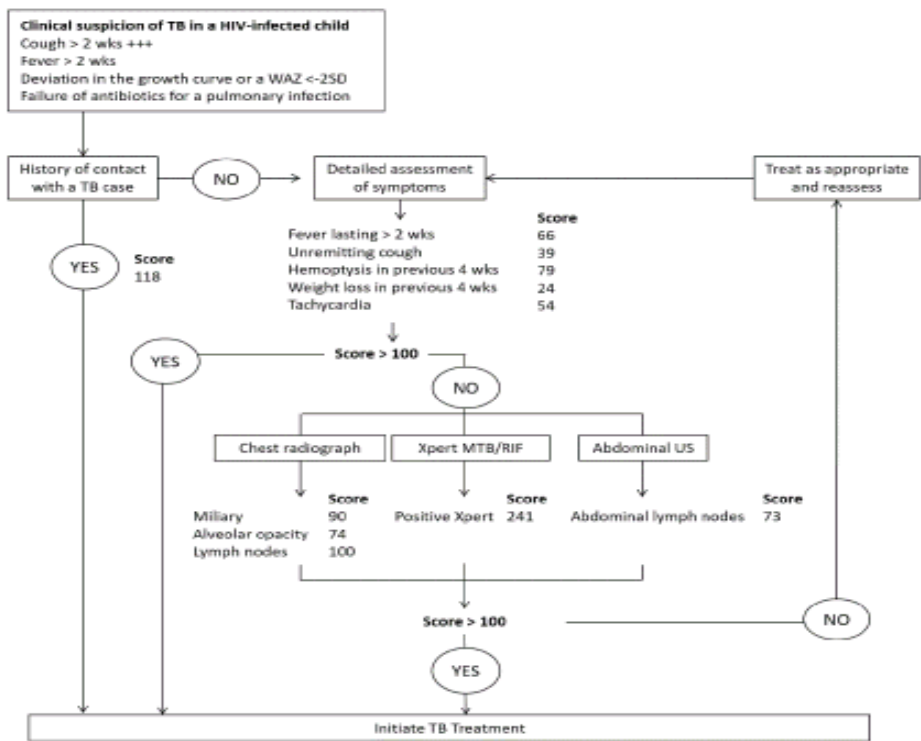 Clinical suspicion of TB in a HIV-infected child
Cough > 2 wks +++
Fever > 2 wks
Deviation in the growth curve or a WAZ <-2SD
Failure of antibiotics for a pulmonary infection
History of contact
with a TB case
NO
Detailed assessment
of symptoms
Treat as appropriate
and reassess
YES
Score
118
Score
Fever lasting > 2 wks 66
Unremitting cough 39
Hemoptysis in previous 4 wks 79
Weight loss in previous 4 wks 24
Tachycardia 54
YES
Score > 100
NO
Chest radiograph
Xpert MTB/RIF
Abdominal US
Score
Miliary 90
Alveolar opacity 74
Lymph nodes 100
Score
Positive Xpert 241
Score
Abdominal lymph nodes 73
Score > 100
NO
YES
Initiate TB Treatment